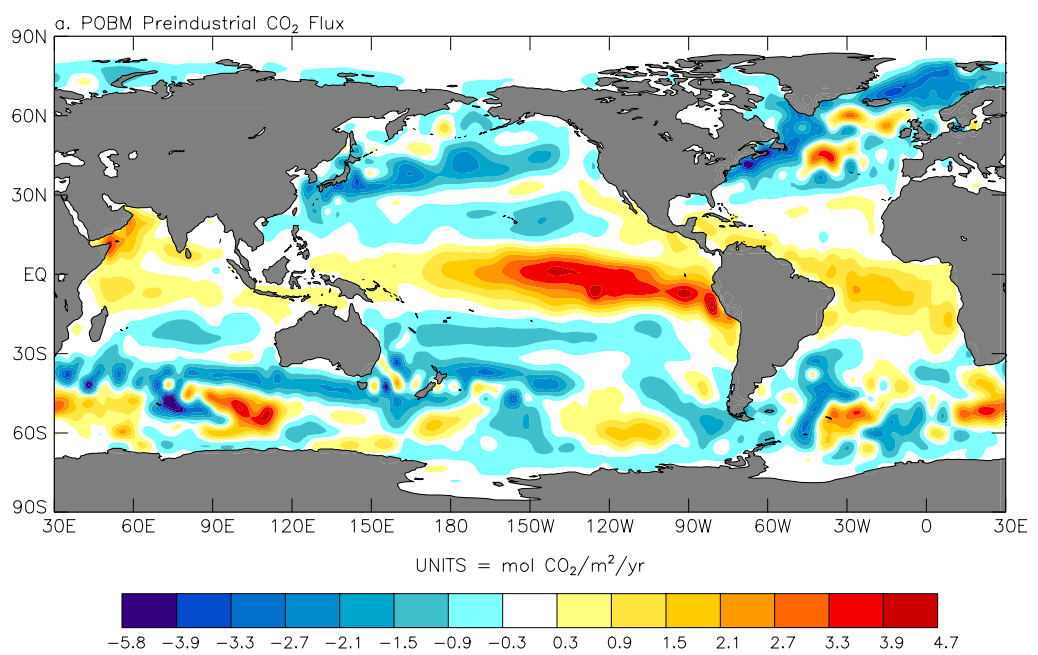 a. POBM Preindustrial CO₂ Flux
90N
60N
30N
EQ
30S
60S
90S
30E 60E 90E 120E 150E 180 150W 120W 90W 60W 30W 0 30E
UNITS = mol CO₂/m²/yr
−5.8 −3.9 −3.3 −2.7 −2.1 −1.5 −0.9 −0.3 0.3 0.9 1.5 2.1 2.7 3.3 3.9 4.7